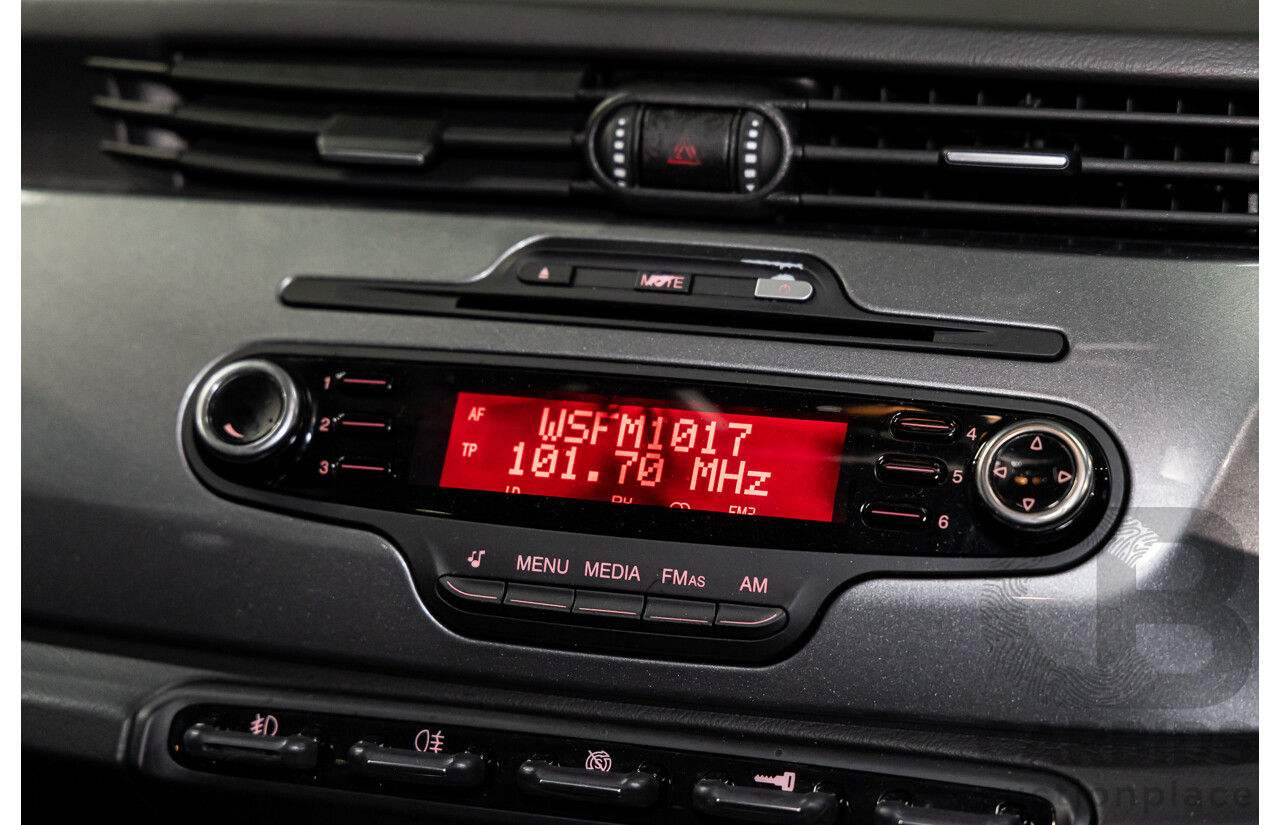 MUTE
1
2
3
AF
WSFM1017
TP
101.70 MHz
4
5
6
MENU MEDIA FMAS AM